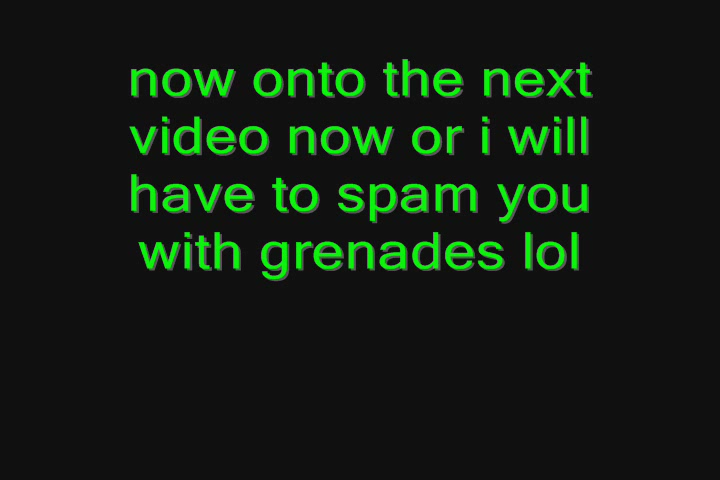 now onto the next
video now or i will
have to spam you
with grenades lol